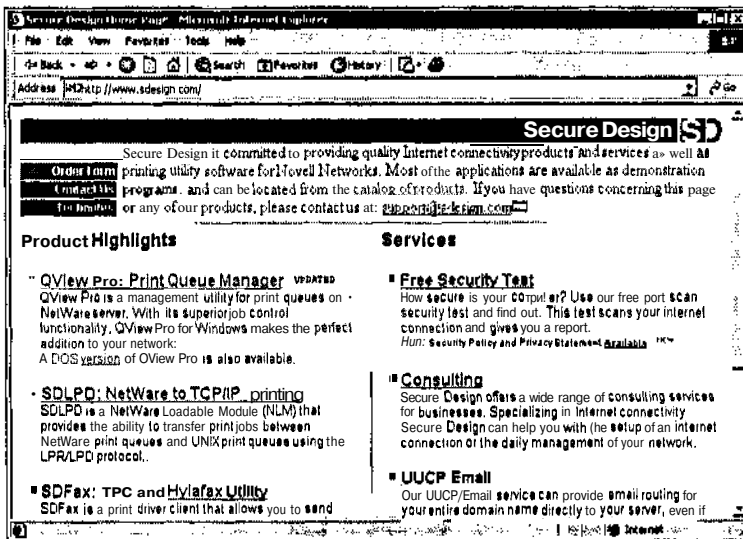 Secure Design Home Page - Microsoft Internet Explorer
File Edit View Favorites Tools Help
Back Search Favorites History
Address http://www.sdesign.com/ Go
Secure Design SD
Secure Design it committed to providing quality Internet connectivity products and services a» well as
Order Form printing utility software for Novell Networks. Most of the applications are available as demonstration
Contact Us programs. and can be located from the catalog of products. If you have questions concerning this page
or any of our products, please contact us at: support@sdesign.com
Product Highlights
QView Pro: Print Queue Manager UPDATED
QView Pro is a management utility for print queues on
NetWare server. With its superior job control
functionality, QView Pro for Windows makes the perfect
addition to your network:
A DOS version of OView Pro is also available.
SDLPD: NetWare to TCP/IP printing
SDLPD is a NetWare Loadable Module (NLM) that
provides the ability to transfer print jobs between
NetWare print queues and UNIX print queues using the
LPR/LPD protocol,.
SDFax: TPC and Hylafax Utility
SDFax is a print driver client that allows you to send
Services
Free Security Test
How secure is your er? Use our free port scan
security test and find out. This test scans your internet
connection and gives you a report.
Hun: Security Policy and Privacy Statement Available
Consulting
Secure Design offers a wide range of consulting services
for businesses. Specializing in Internet connectivity
Secure Design can help you with (he setup of an internet
connection or the daily management of your network.
UUCP Email
Our UUCP/Email service can provide email routing for
your entire domain name directly to your server, even if
Internet